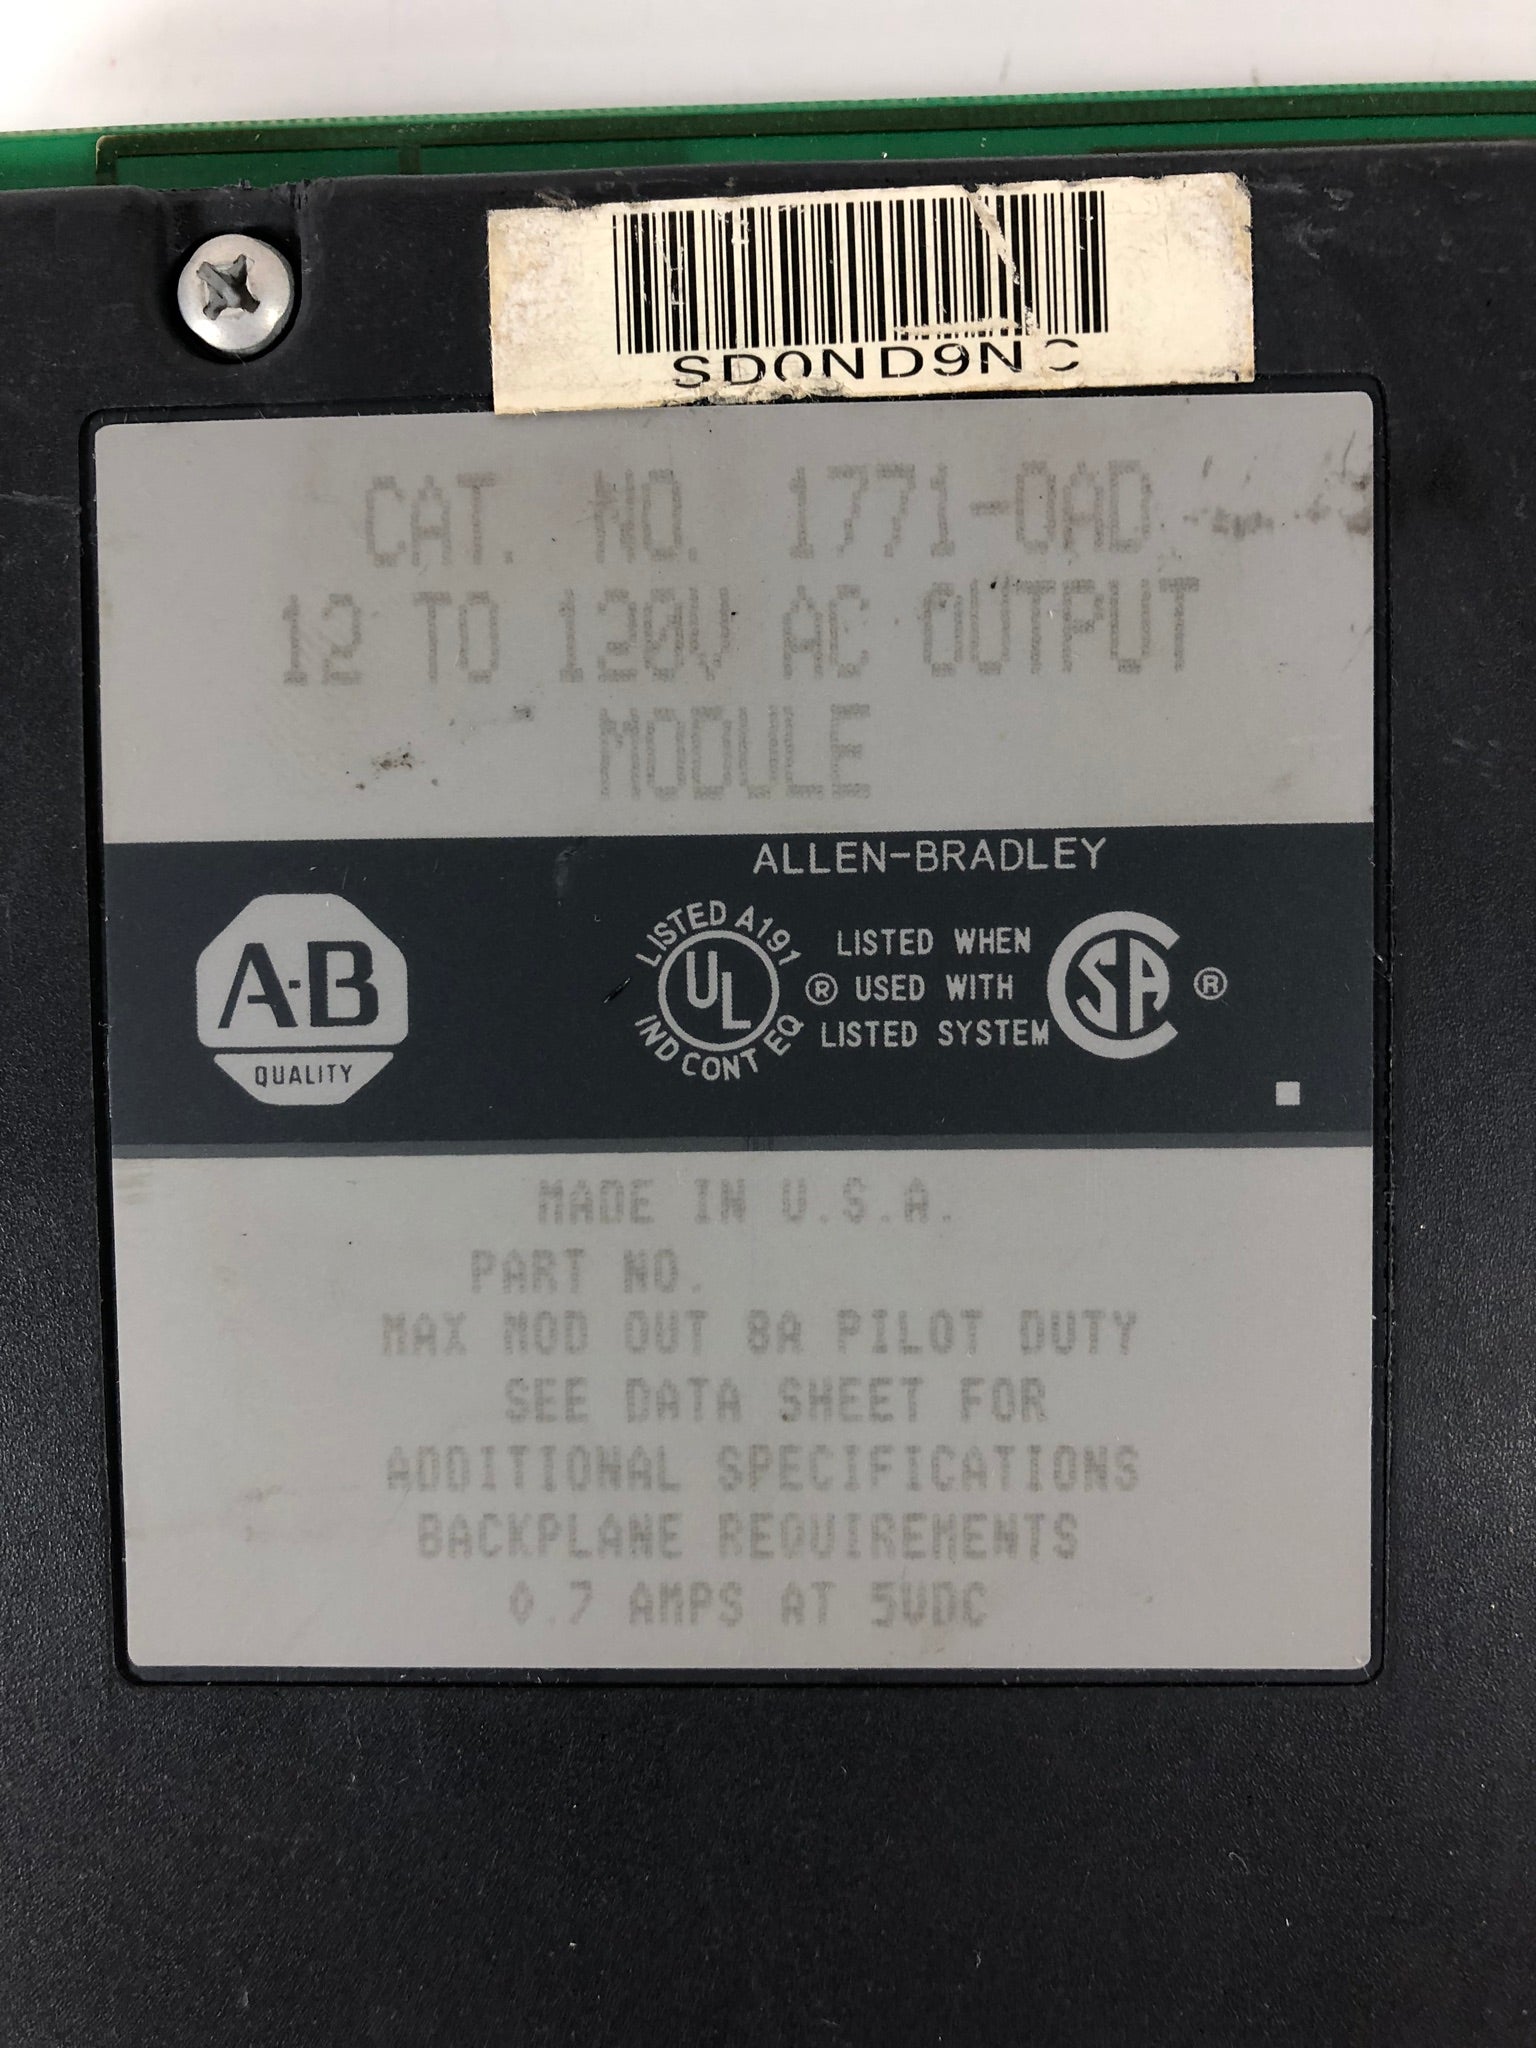 SD0ND9NC
CAT. NO. 1771-OAD
12 TO 120V AC OUTPUT
MODULE
ALLEN-BRADLEY
A-B
QUALITY
LISTED A191
UL
IND CONT EQ
®
LISTED WHEN
USED WITH
LISTED SYSTEM
SA
®
MADE IN U.S.A.
PART NO.
MAX MOD OUT 8A PILOT DUTY
SEE DATA SHEET FOR
ADDITIONAL SPECIFICATIONS
BACKPLANE REQUIREMENTS
0.7 AMPS AT 5VDC